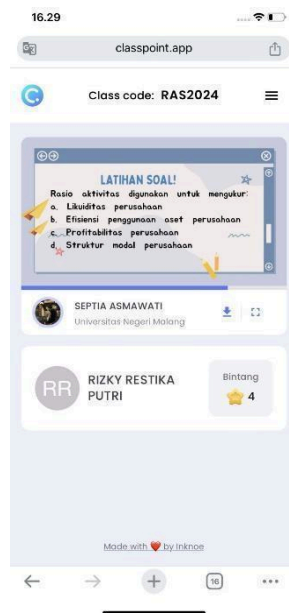 16.29
classpoint.app
Class code: RAS2024
LATIHAN SOAL!
Rasio aktivitas digunakan untuk mengukur:
a. Likuiditas perusahaan
b. Efisiensi penggunaan aset perusahaan
c. Profitabilitas perusahaan
d. Struktur modal perusahaan
SEPTIA ASMAWATI
Universitas Negeri Malang
RR
RIZKY RESTIKA
PUTRI
Bintang
4
Made with ❤️ by Inknoe
16